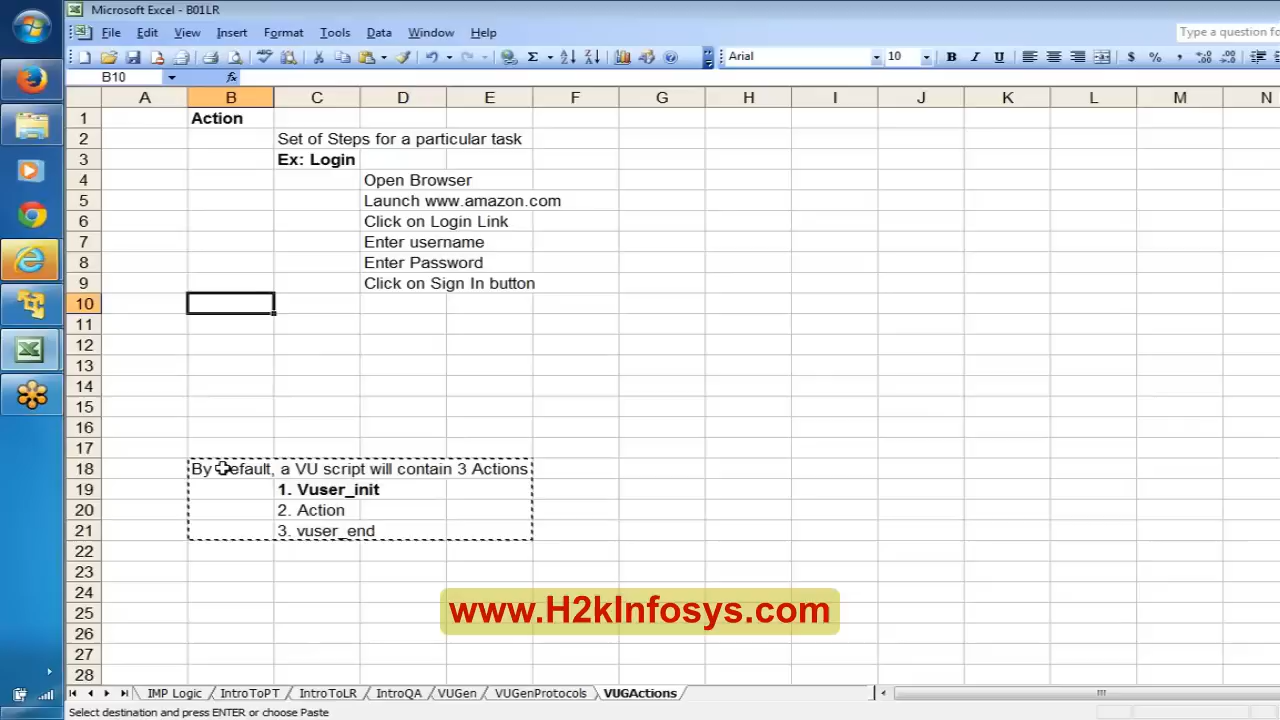 Microsoft Excel - B01LR
File Edit View Insert Format Tools Data Window Help
Type a question fo
Arial 10 B I U $ % ,
B10 fx
A B C D E F G H I J K L M N
1 Action
2 Set of Steps for a particular task
3 Ex: Login
4 Open Browser
5 Launch www.amazon.com
6 Click on Login Link
7 Enter username
8 Enter Password
9 Click on Sign In button
10
11
12
13
14
15
16
17
18 By Default, a VU script will contain 3 Actions
19 1. Vuser_init
20 2. Action
21 3. vuser_end
22
23
24
25
26
27
28
www.H2kInfosys.com
IMP Logic IntroToPT IntroToLR IntroQA VUGen VUGenProtocols VUGActions
Select destination and press ENTER or choose Paste